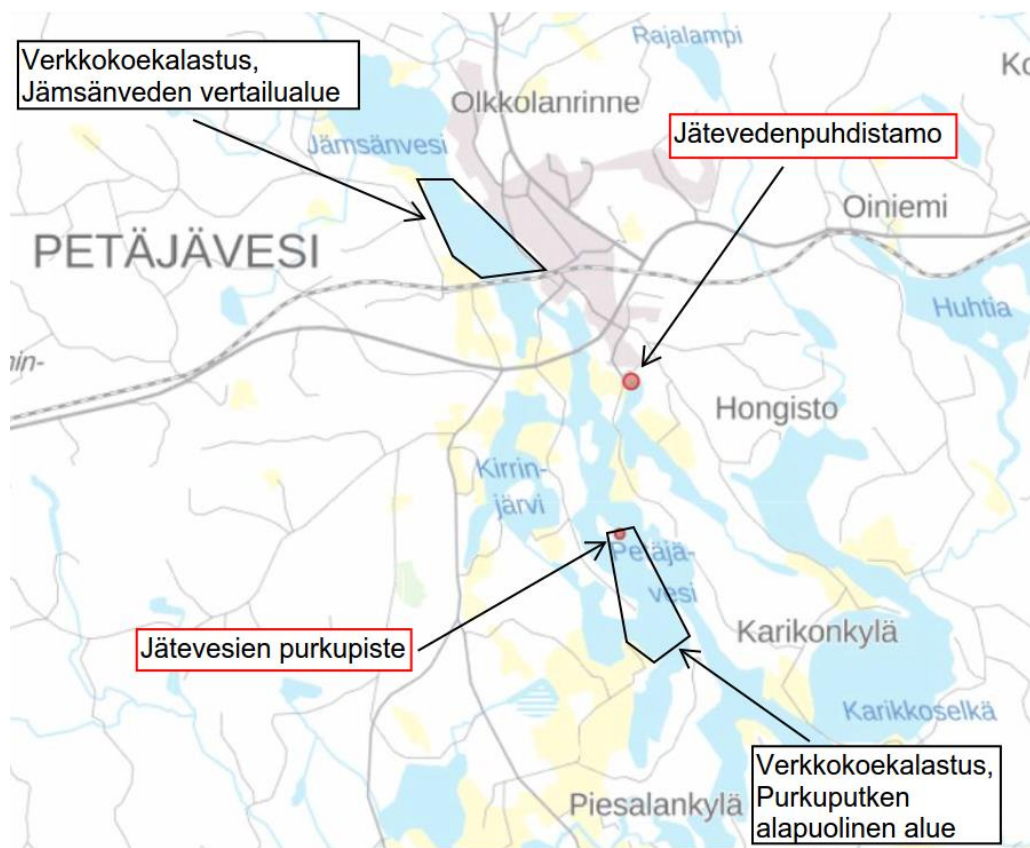 Verkkokoekalastus,
Jämsänveden vertailualue
Rajalampi
Olkkolanrinne
Jämsänvesi
Jätevedenpuhdistamo
Oiniemi
PETÄJÄVESI
Huhtia
Hongisto
Kirrin-
järvi
Petäjä-
vesi
Jätevesien purkupiste
Karikonkylä
Karikkoselkä
Verkkokoekalastus,
Purkuputken
alapuolinen alue
Piesalankylä